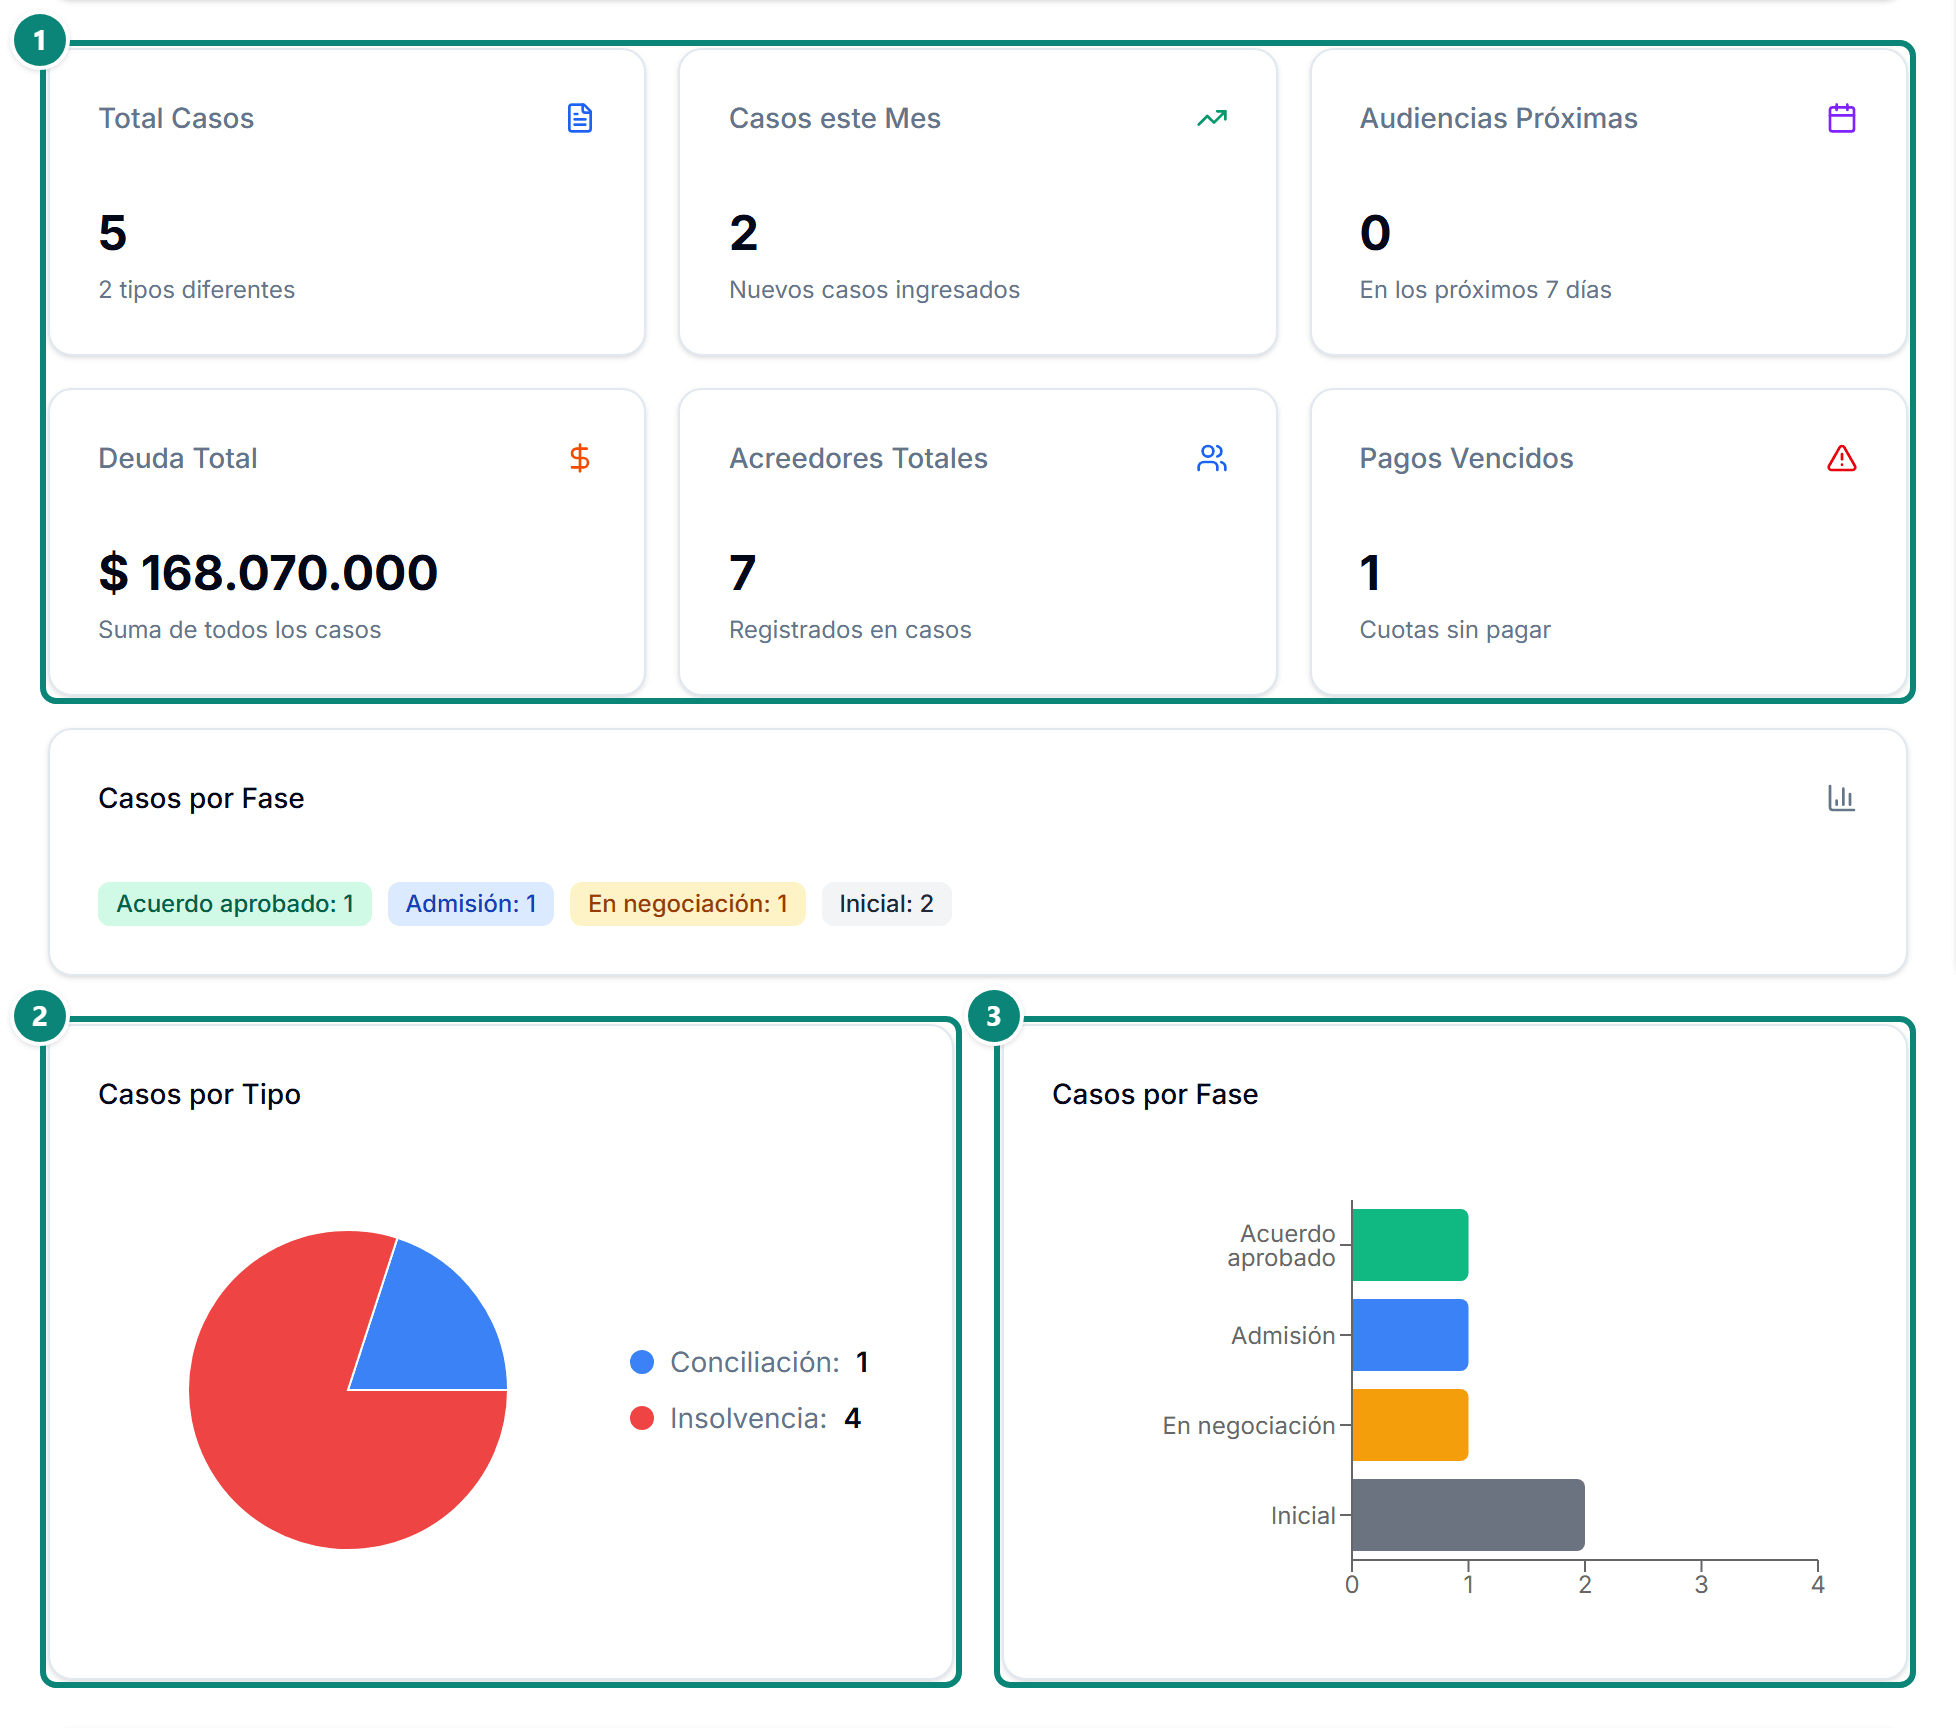 1
Total Casos
5
2 tipos diferentes
Casos este Mes
2
Nuevos casos ingresados
Audiencias Próximas
0
En los próximos 7 días
Deuda Total
$ 168.070.000
Suma de todos los casos
Acreedores Totales
7
Registrados en casos
Pagos Vencidos
1
Cuotas sin pagar
Casos por Fase
Acuerdo aprobado: 1
Admisión: 1
En negociación: 1
Inicial: 2
2
Casos por Tipo
Conciliación: 1
Insolvencia: 4
3
Casos por Fase
Acuerdo
aprobado
Admisión
En negociación
Inicial
0 1 2 3 4